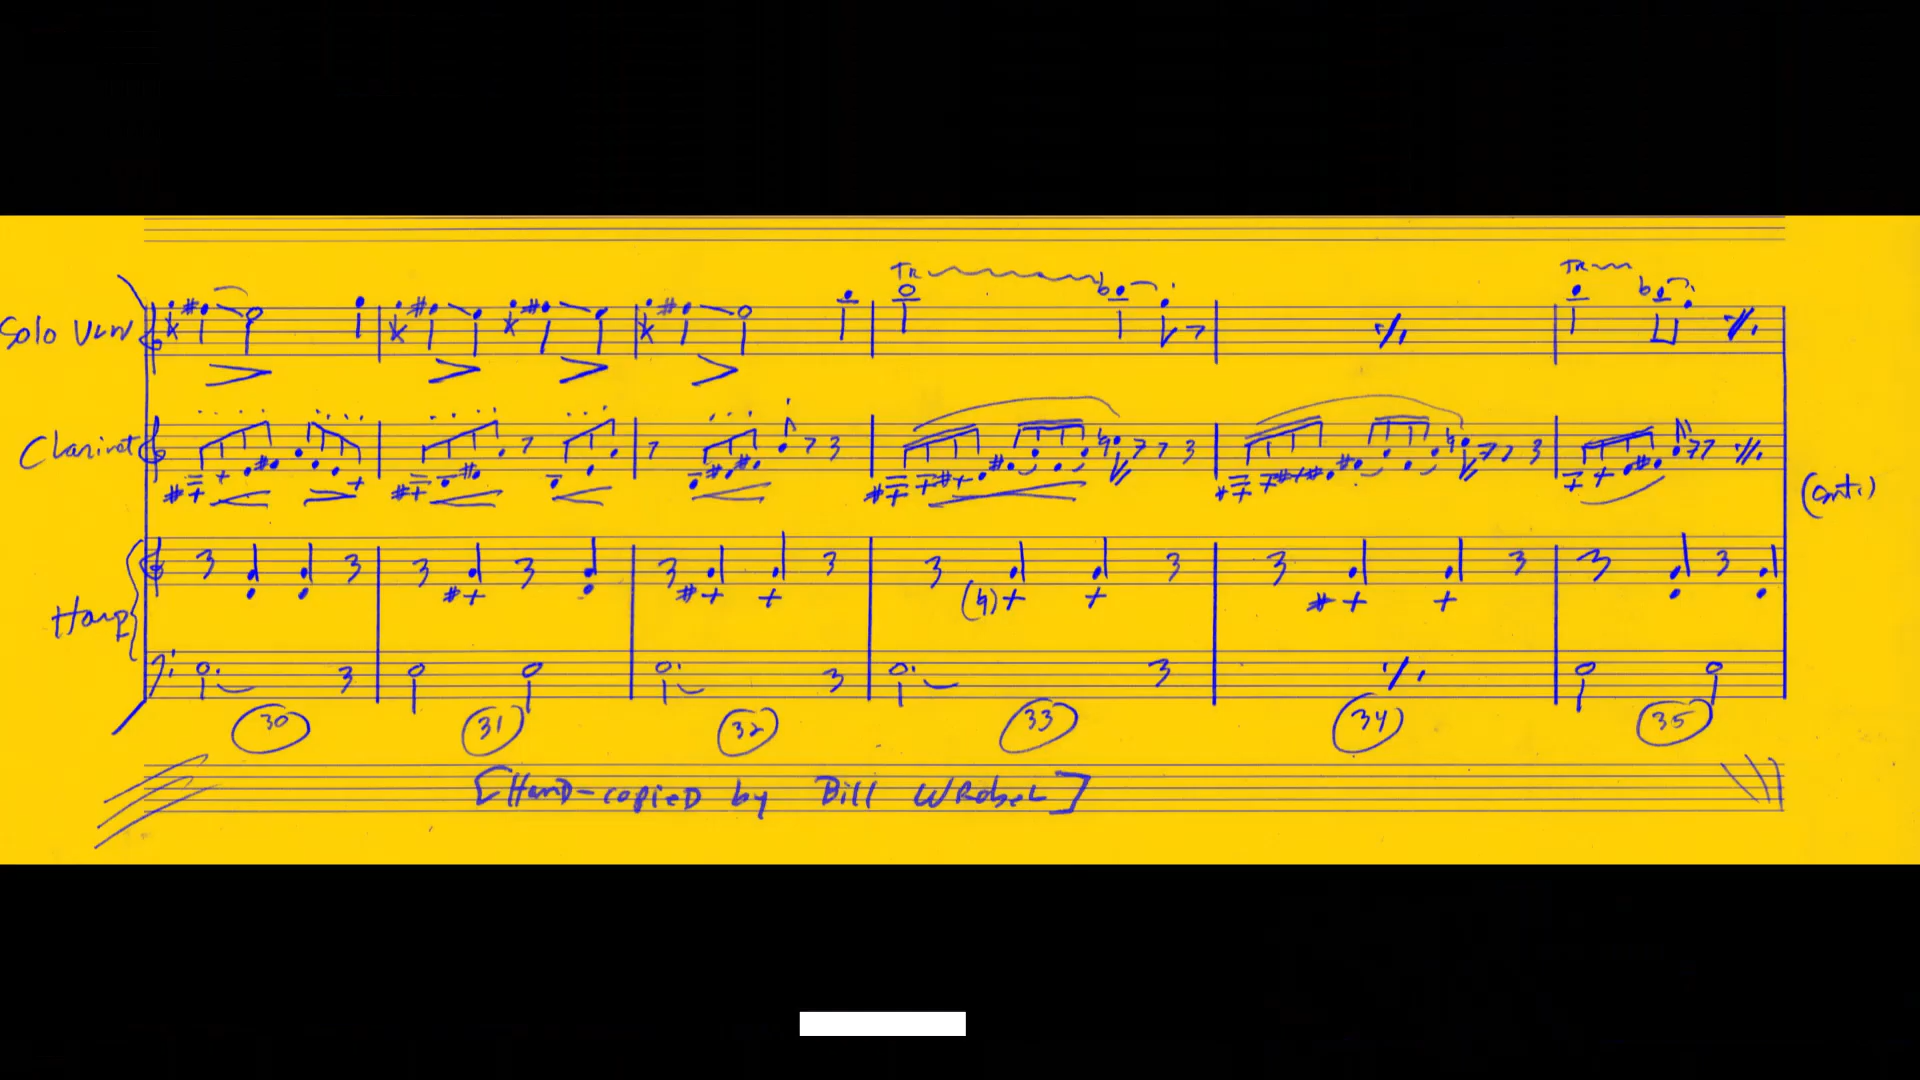 TR TR
Solo VLN
Clarinet
(Cont.)
Harp
30 31 32 33 34 35
[Hand-copied by Bill Wrobel]